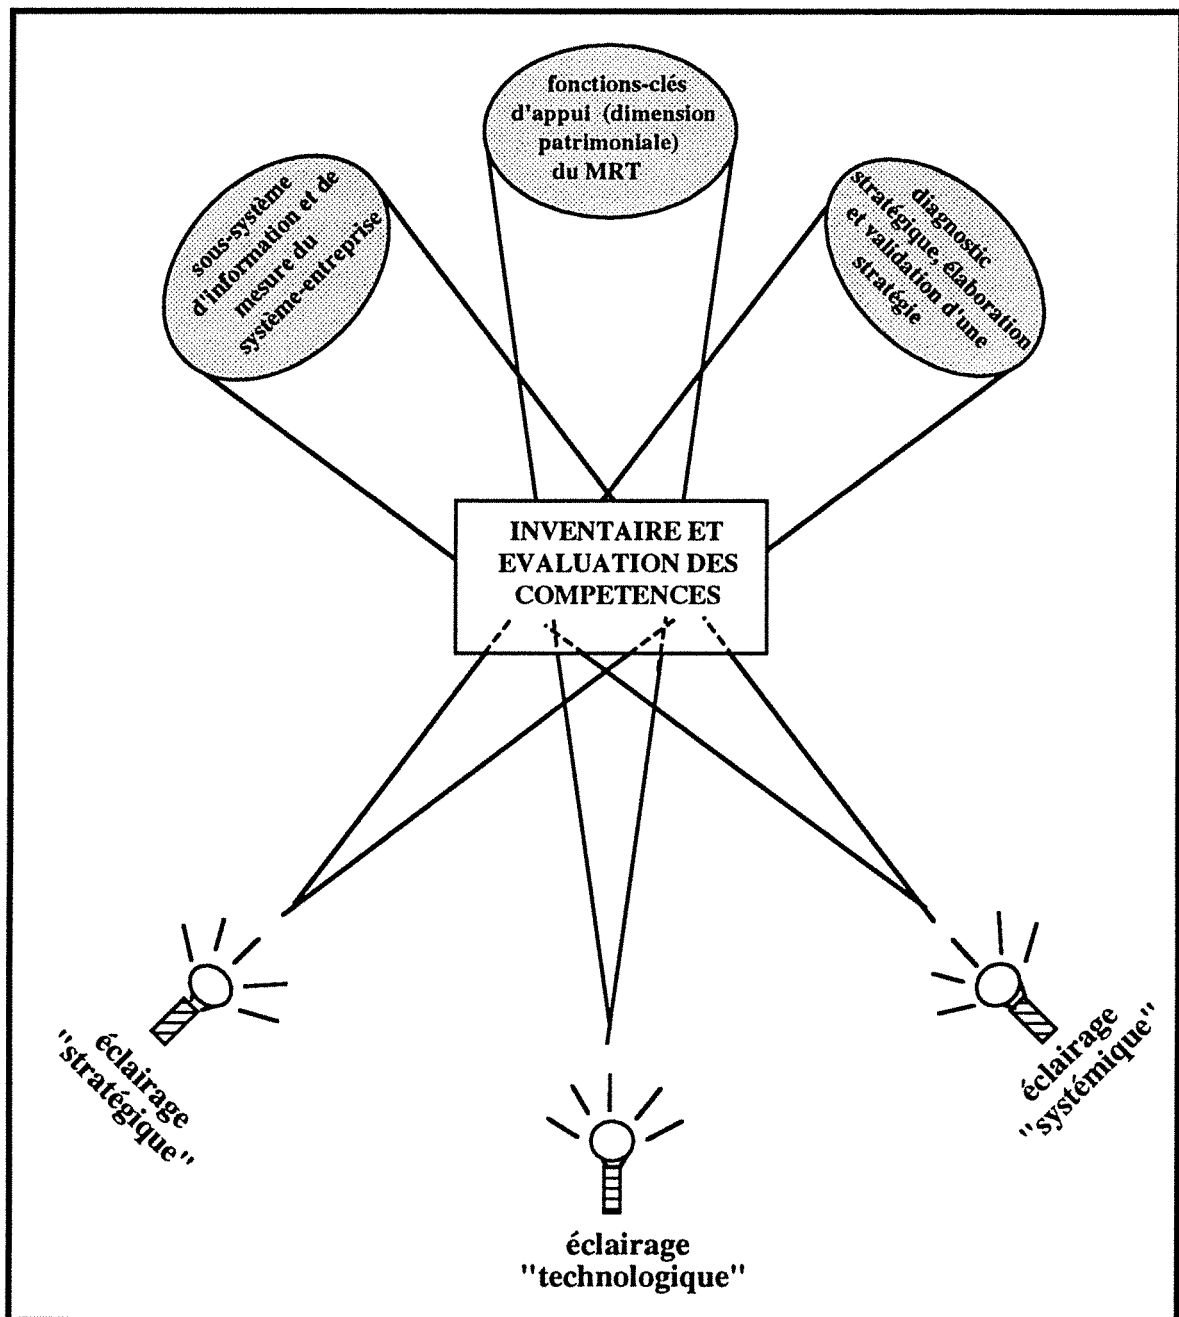 fonctions-clés
d'appui (dimension
patrimoniale)
du MRT
sous-système
d'information et de
mesure du
système-entreprise
diagnostic
stratégique, élaboration
et validation d'une
stratégie
INVENTAIRE ET
EVALUATION DES
COMPETENCES
éclairage
"stratégique"
éclairage
"systémique"
éclairage
"technologique"